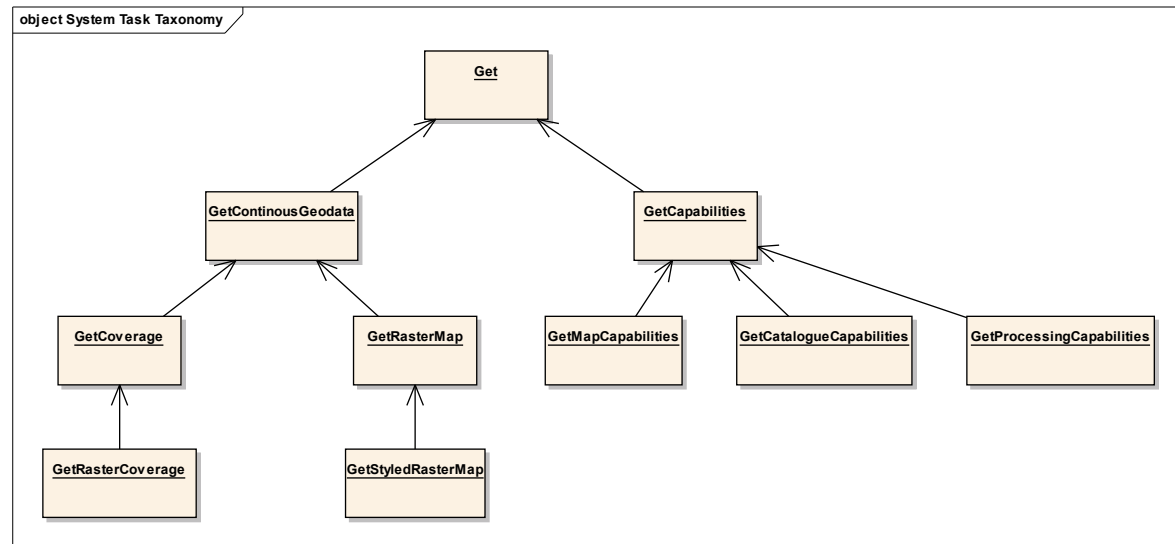 object System Task Taxonomy
Get
GetContinousGeodata
GetCapabilities
GetCoverage
GetRasterMap
GetMapCapabilities
GetCatalogueCapabilities
GetProcessingCapabilities
GetRasterCoverage
GetStyledRasterMap